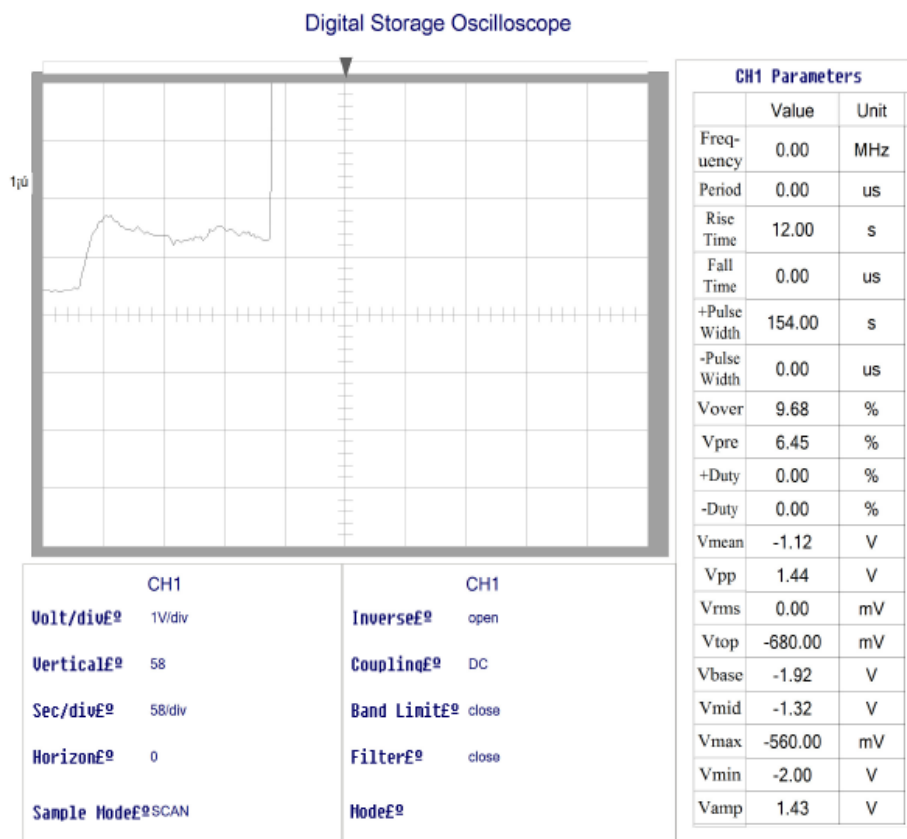 Digital Storage Oscilloscope
1¡ú
CH1 Parameters
Value Unit
Freq-
uency 0.00 MHz
Period 0.00 us
Rise
Time 12.00 s
Fall
Time 0.00 us
+Pulse
Width 154.00 s
-Pulse
Width 0.00 us
Vover 9.68 %
Vpre 6.45 %
+Duty 0.00 %
-Duty 0.00 %
Vmean -1.12 V
Vpp 1.44 V
Vrms 0.00 mV
Vtop -680.00 mV
Vbase -1.92 V
Vmid -1.32 V
Vmax -560.00 mV
Vmin -2.00 V
Vamp 1.43 V
CH1
Volt/div£º 1V/div
Vertical£º 58
Sec/div£º 58/div
Horizon£º 0
Sample Mode£º SCAN
CH1
Inverse£º open
Coupling£º DC
Band Limit£º close
Filter£º close
Mode£º